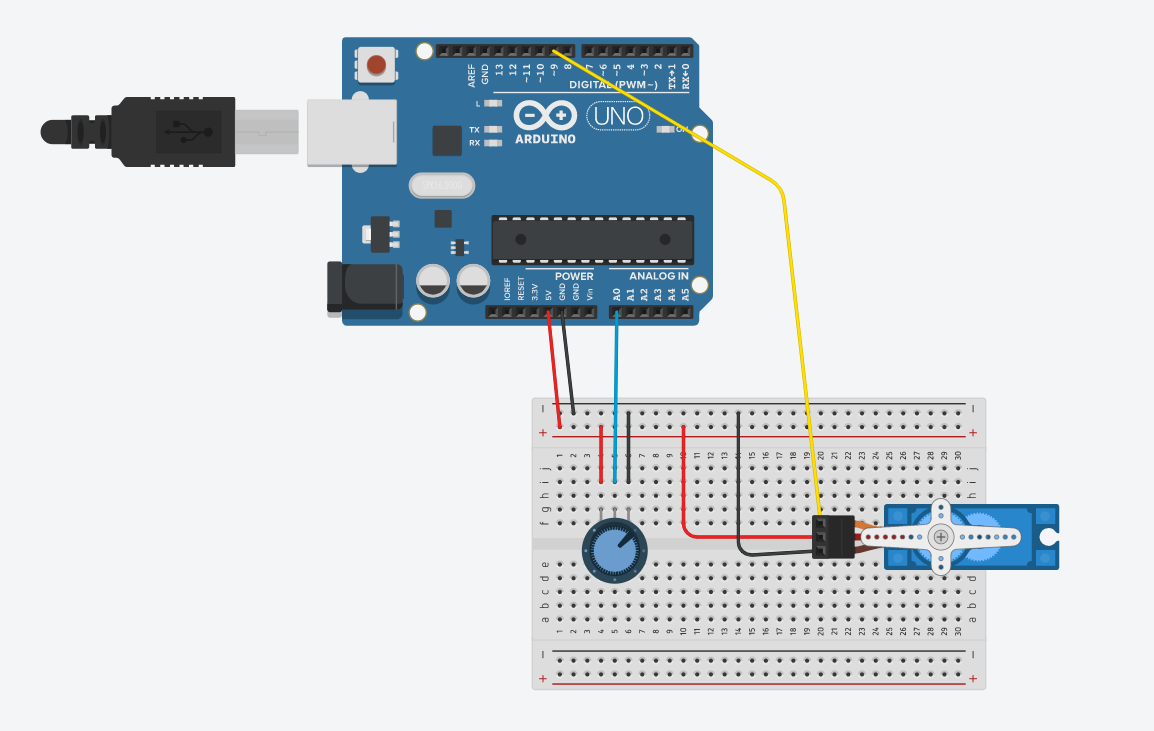 AREF
GND
13
12
~11
~10
~9
8
7
~6
~5
4
~3
2
TX→1
RX←0
DIGITAL (PWM~)
L
TX
RX
UNO
ON
ARDUINO
POWER
ANALOG IN
IOREF
RESET
3.3V
5V
GND
GND
Vin
A0
A1
A2
A3
A4
A5
− −
+ +
1 2 3 4 5 6 7 8 9 10 11 12 13 14 15 16 17 18 19 20 21 22 23 24 25 26 27 28 29 30
j j
i i
h h
g
f
e
d d
c c
b b
a a
1 2 3 4 5 6 7 8 9 10 11 12 13 14 15 16 17 18 19 20 21 22 23 24 25 26 27 28 29 30
− −
+ +